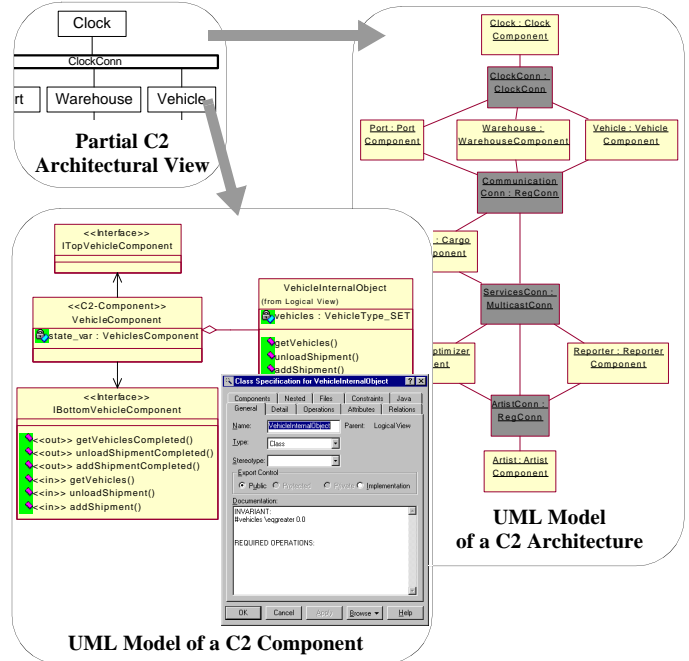 Clock
ClockConn
rt
Warehouse
Vehicle
Partial C2
Architectural View
Clock : Clock
Component
ClockConn :
ClockConn
Port : Port
Component
Warehouse :
WarehouseComponent
Vehicle : Vehicle
Component
Communication
Conn : RegConn
: Cargo
ponent
ServicesConn :
MulticastConn
ptimizer
ent
Reporter : Reporter
Component
ArtistConn :
RegConn
Artist : Artist
Component
UML Model
of a C2 Architecture
<<Interface>>
ITopVehicleComponent
<<C2-Component>>
VehicleComponent
state_var : VehiclesComponent
<<Interface>>
IBottomVehicleComponent
<<out>> getVehiclesCompleted()
<<out>> unloadShipmentCompleted()
<<out>> addShipmentCompleted()
<<in>> getVehicles()
<<in>> unloadShipment()
<<in>> addShipment()
VehicleInternalObject
(from Logical View)
vehicles : VehicleType_SET
getVehicles()
unloadShipment()
addShipment()
Class Specification for VehicleInternalObject
Components Nested Files Constraints Java
General Detail Operations Attributes Relations
Name: VehicleInternalObject Parent: Logical View
Type: Class
Stereotype:
Export Control
Public Protected Private Implementation
Documentation:
INVARIANT:
#vehicles \eqgreater 0.0
REQUIRED OPERATIONS:
OK Cancel Apply Browse Help
UML Model of a C2 Component